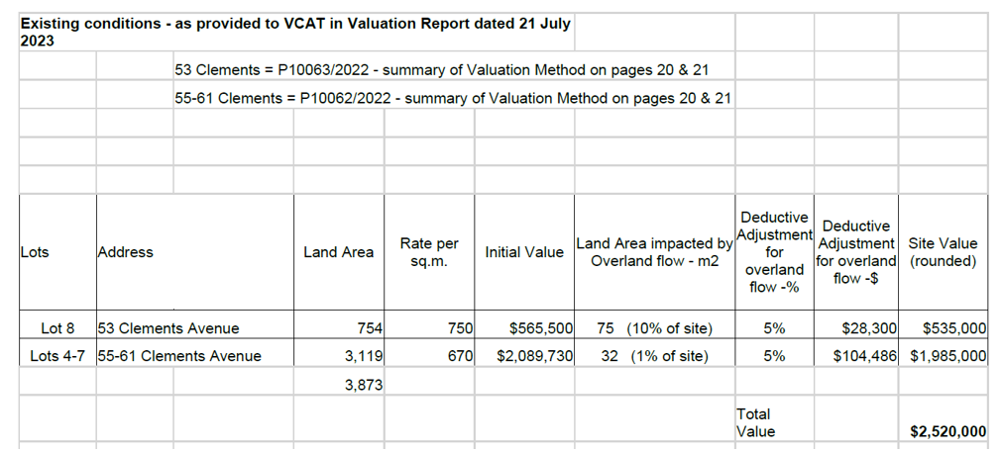 Existing conditions - as provided to VCAT in Valuation Report dated 21 July
2023
53 Clements = P10063/2022 - summary of Valuation Method on pages 20 & 21
55-61 Clements = P10062/2022 - summary of Valuation Method on pages 20 & 21
Lots Address Land Area Rate per sq.m. Initial Value Land Area impacted by Overland flow - m2 Deductive Adjustment for overland flow -% Deductive Adjustment for overland flow -$ Site Value (rounded)
Lot 8 53 Clements Avenue 754 750 $565,500 75 (10% of site) 5% $28,300 $535,000
Lots 4-7 55-61 Clements Avenue 3,119 670 $2,089,730 32 (1% of site) 5% $104,486 $1,985,000
3,873
Total
Value $2,520,000